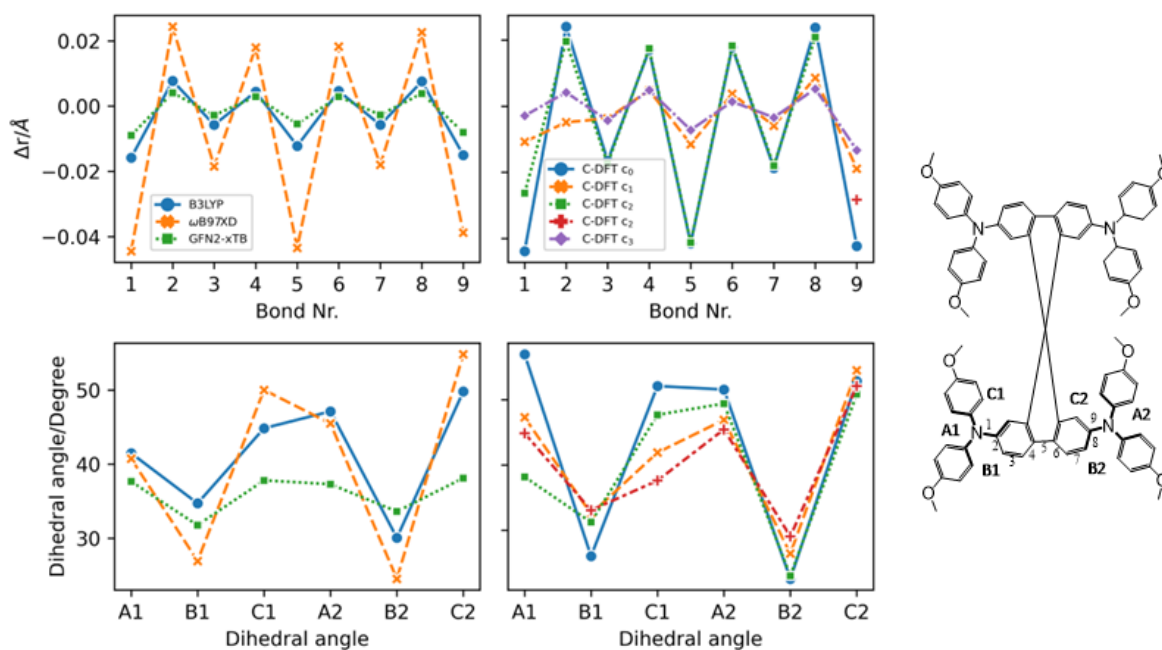 0.02
0.00
−0.02
−0.04
Δr/Å
B3LYP
ωB97XD
GFN2-xTB
1 2 3 4 5 6 7 8 9
Bond Nr.
C-DFT c0
C-DFT c1
C-DFT c2
C-DFT c2
C-DFT c3
1 2 3 4 5 6 7 8 9
Bond Nr.
50
40
30
Dihedral angle/Degree
A1 B1 C1 A2 B2 C2
Dihedral angle
A1 B1 C1 A2 B2 C2
Dihedral angle
O O
N N
O O
O O
C1 C2
A1 N 1 9 N A2
2 3 4 5 6 7 8
B1 B2
O O